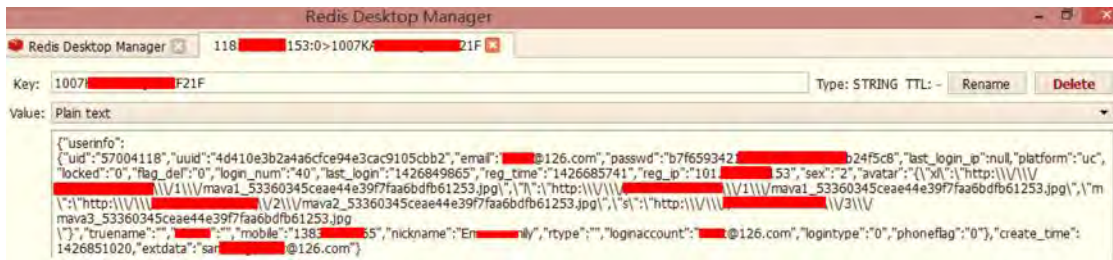 Redis Desktop Manager
Redis Desktop Manager 118. 153:0>1007KA 21F
Key: 1007 F21F Type: STRING TTL: - Rename Delete
Value: Plain text
{"userinfo":
{"uid":"57004118","uuid":"4d410e3b2a4a6cfce94e3cac9105cbb2","email":" @126.com","passwd":"b7f6593421 b24f5c8","last_login_ip":null,"platform":"uc",
"locked":"0","flag_del":"0","login_num":"40","last_login":"1426849865","reg_time":"1426685741","reg_ip":"101. .53","sex":"2","avatar":"{\"xl\":\"http:\\\/\\\/
\\\/1\\\/mava1_53360345ceae44e39f7faa6bdfb61253.jpg\",\"l\":\"http:\\\/\\\/ \\\/1\\\/mava1_53360345ceae44e39f7faa6bdfb61253.jpg\",\"m
\":\"http:\\\/\\\/ \\\/2\\\/mava2_53360345ceae44e39f7faa6bdfb61253.jpg\",\"s\":\"http:\\\/\\\/ \\\/3\\\/
mava3_53360345ceae44e39f7faa6bdfb61253.jpg
\"}","truename":""," ":"","mobile":"1383 65","nickname":"En nily","rtype":"","loginaccount":" @126.com","logintype":"0","phoneflag":"0"},"create_time":
1426851020,"extdata":"sar @126.com"}